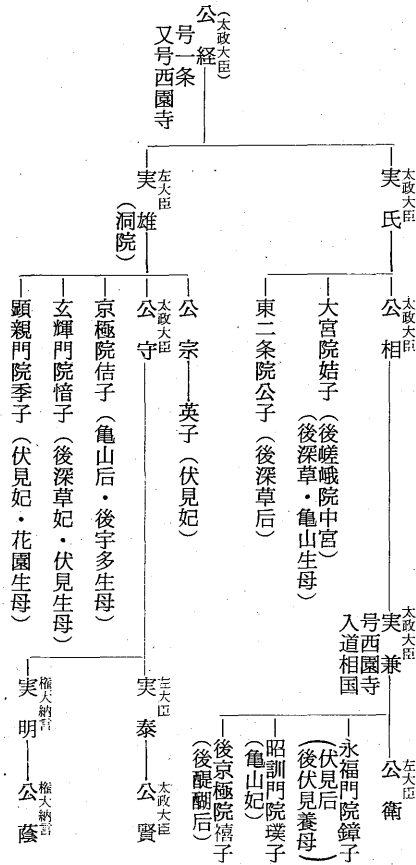 (太政大臣)
公経
号一条
又号西園寺
太政大臣
実氏
太政大臣
公相
太政大臣
実兼
号西園寺
入道相国
左大臣
公衛
永福門院鏱子
(伏見后)
(後伏見養母)
昭訓門院瑛子
(亀山妃)
後京極院禧子
(後醍醐后)
大宮院姞子(後嵯峨院中宮)
(後深草・亀山生母)
東二条院公子(後深草后)
左大臣
実雄
(洞院)
公宗
英子(伏見妃)
太政大臣
公守
左大臣
実泰
太政大臣
公賢
権大納言
実明
権大納言
公蔭
京極院佶子(亀山后・後宇多生母)
玄輝門院愔子(後深草妃・伏見生母)
顕親門院季子(伏見妃・花園生母)